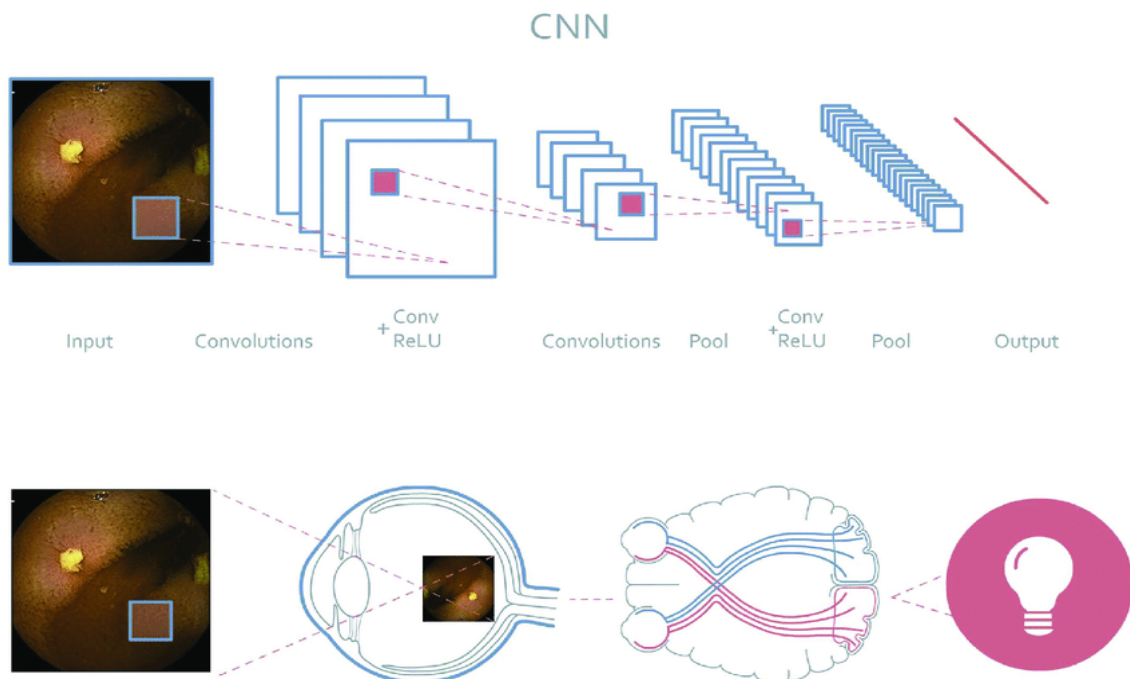 CNN
Input
Convolutions
+ Conv
ReLU
Convolutions
Pool
+ Conv
ReLU
Pool
Output